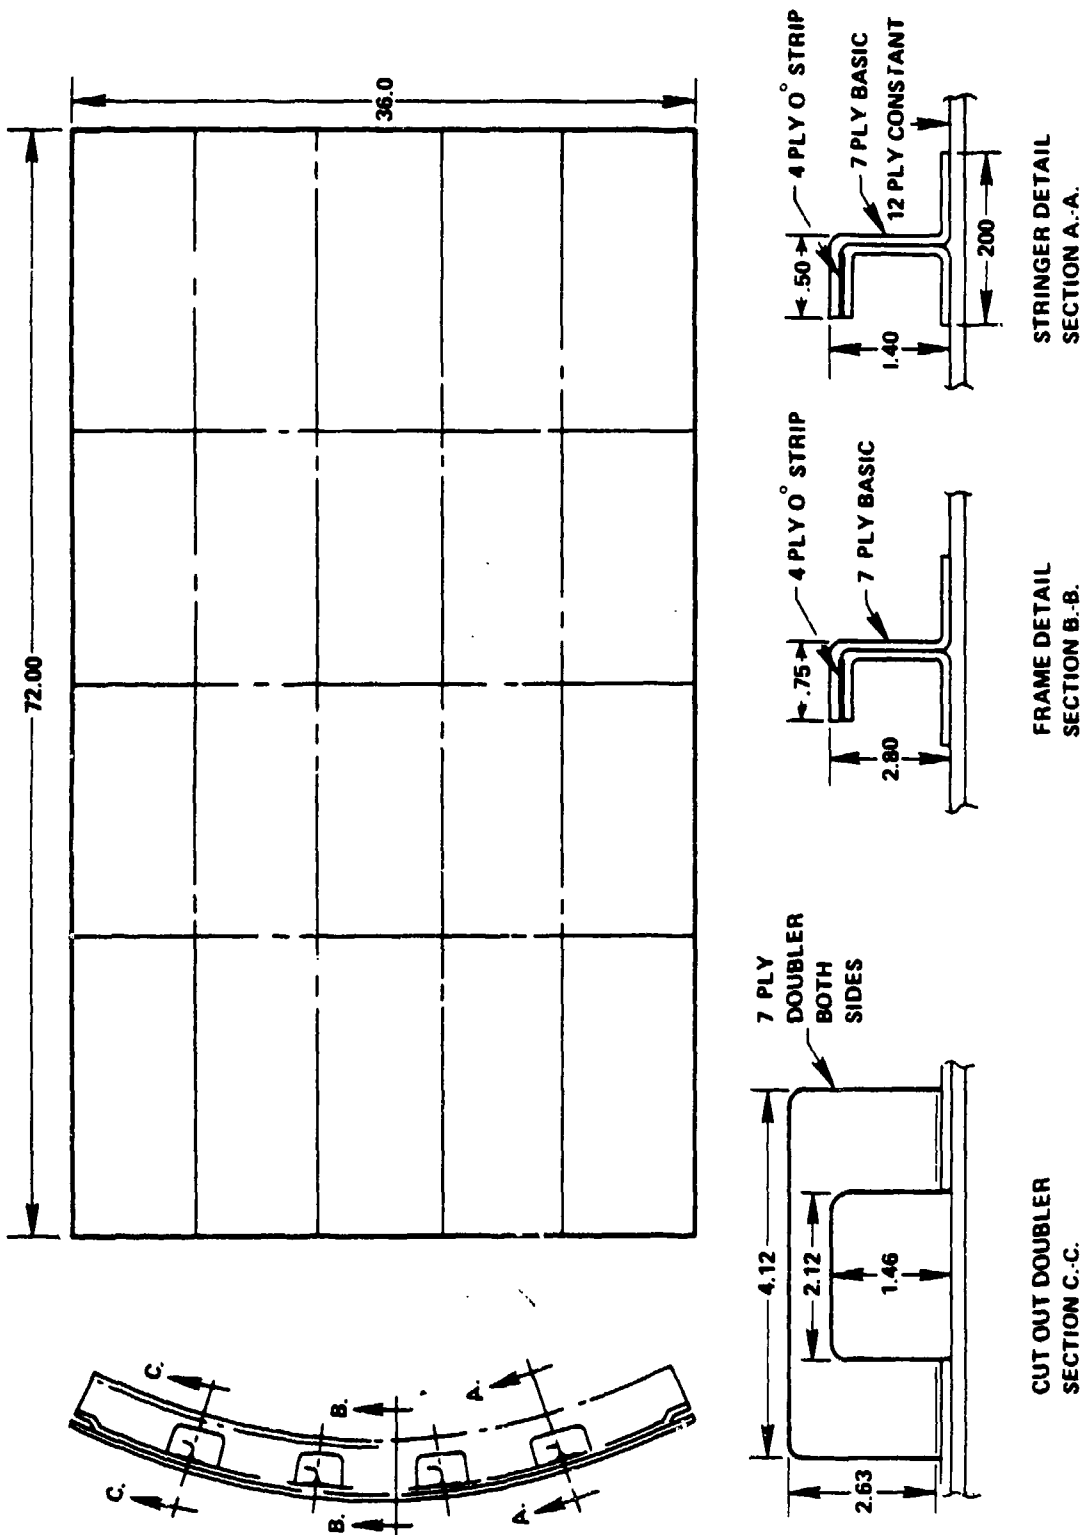 72.00
36.0
C.
C.
B.
B.
A.
A.
7 PLY
DOUBLER
BOTH
SIDES
4.12
2.12
1.46
2.63
CUT OUT DOUBLER
SECTION C.-C.
4 PLY 0° STRIP
7 PLY BASIC
.75
2.80
FRAME DETAIL
SECTION B.-B.
4 PLY 0° STRIP
7 PLY BASIC
12 PLY CONSTANT
.50
1.40
200
STRINGER DETAIL
SECTION A.-A.